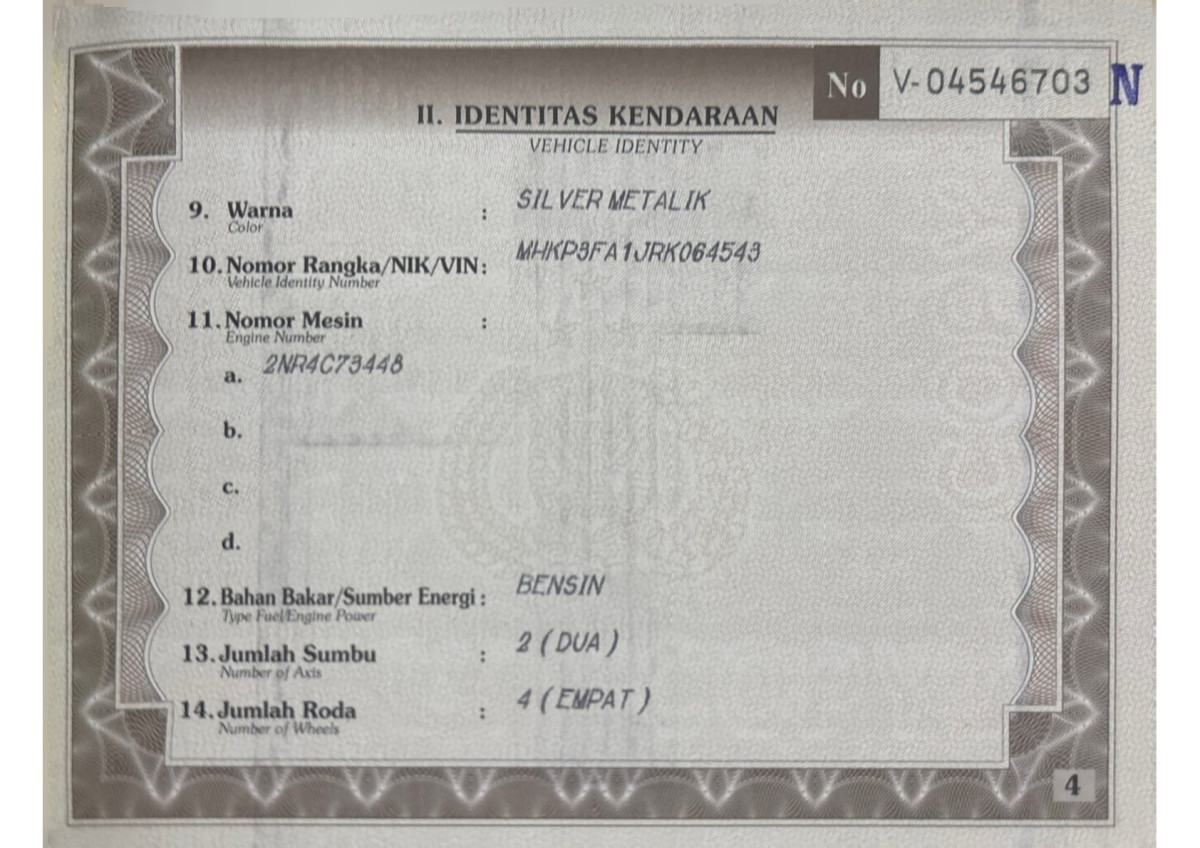 No V-04546703 N
II. IDENTITAS KENDARAAN
VEHICLE IDENTITY
9. Warna : SILVER METALIK
Color
10. Nomor Rangka/NIK/VIN: MHKP3FA1JRK064543
Vehicle Identity Number
11. Nomor Mesin :
Engine Number
a. 2NR4C73448
b.
c.
d.
12. Bahan Bakar/Sumber Energi : BENSIN
Type Fuel/Engine Power
13. Jumlah Sumbu : 2 ( DUA )
Number of Axis
14. Jumlah Roda : 4 ( EMPAT )
Number of Wheels
4